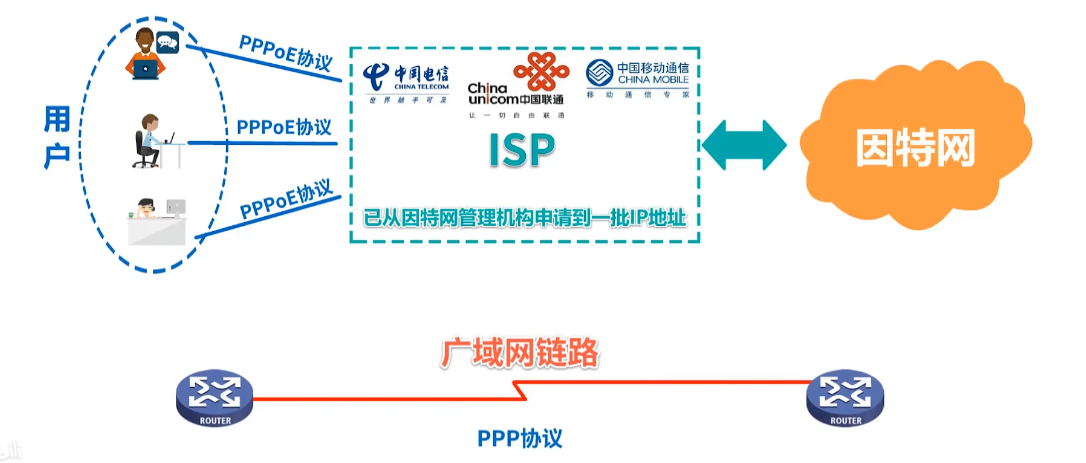 用户
PPPoE协议
PPPoE协议
PPPoE协议
中国电信
CHINA TELECOM
世界触手可及
China
unicom中国联通
让一切自由联通
中国移动通信
CHINA MOBILE
移动通信专家
ISP
已从因特网管理机构申请到一批IP地址
因特网
广域网链路
ROUTER
ROUTER
PPP协议